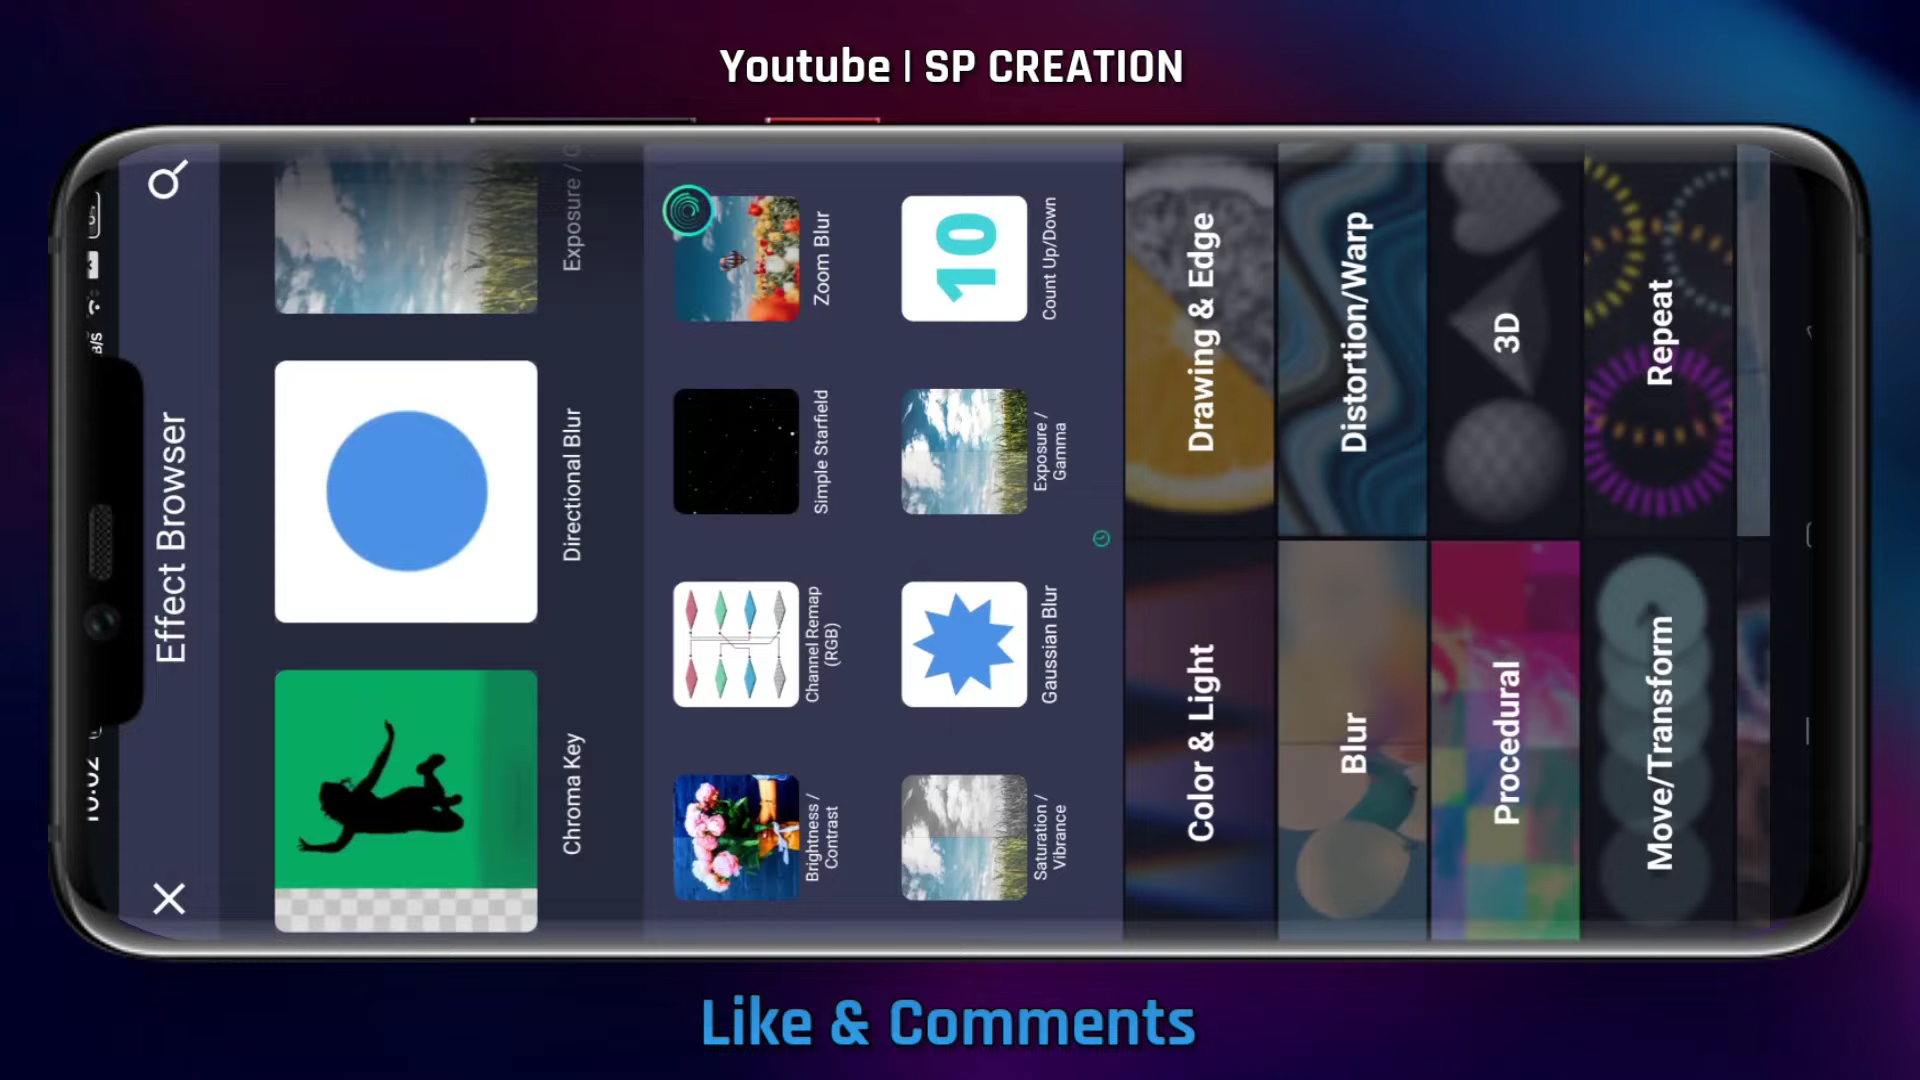 Youtube | SP CREATION
Effect Browser
Chroma Key
Directional Blur
Exposure / G
Brightness /
Contrast
Channel Remap
(RGB)
Simple Starfield
Zoom Blur
Saturation /
Vibrance
Gaussian Blur
Exposure /
Gamma
10
Count Up/Down
Color & Light
Drawing & Edge
Blur
Distortion/Warp
Procedural
3D
Move/Transform
Repeat
Like & Comments